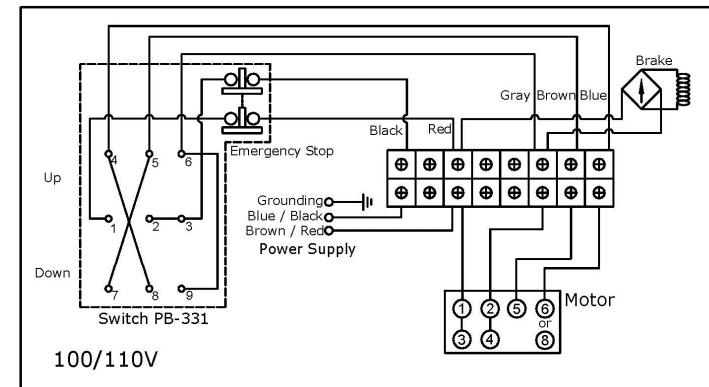 Brake
Gray Brown Blue
Black
Red
4
5
6
Emergency Stop
Up
Grounding
1
2
3
Blue / Black
Brown / Red
Power Supply
Down
7
8
9
Switch PB-331
Motor
1
2
5
6
or
3
4
8
100/110V